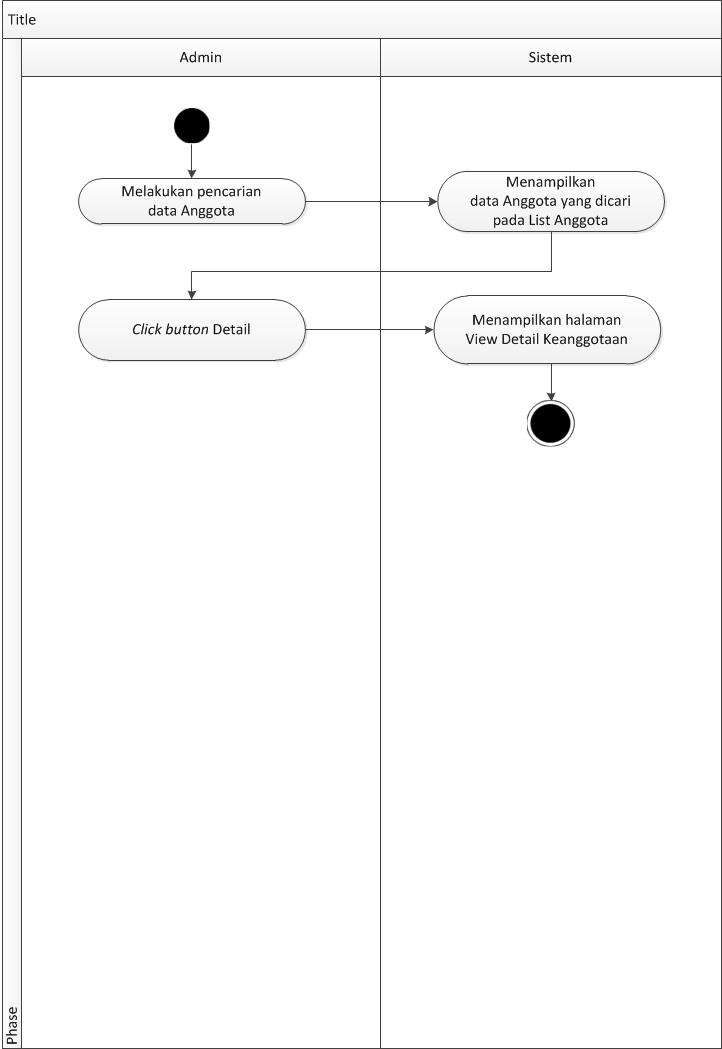 Title
Admin
Sistem
Melakukan pencarian
data Anggota
Menampilkan
data Anggota yang dicari
pada List Anggota
Click button Detail
Menampilkan halaman
View Detail Keanggotaan
Phase